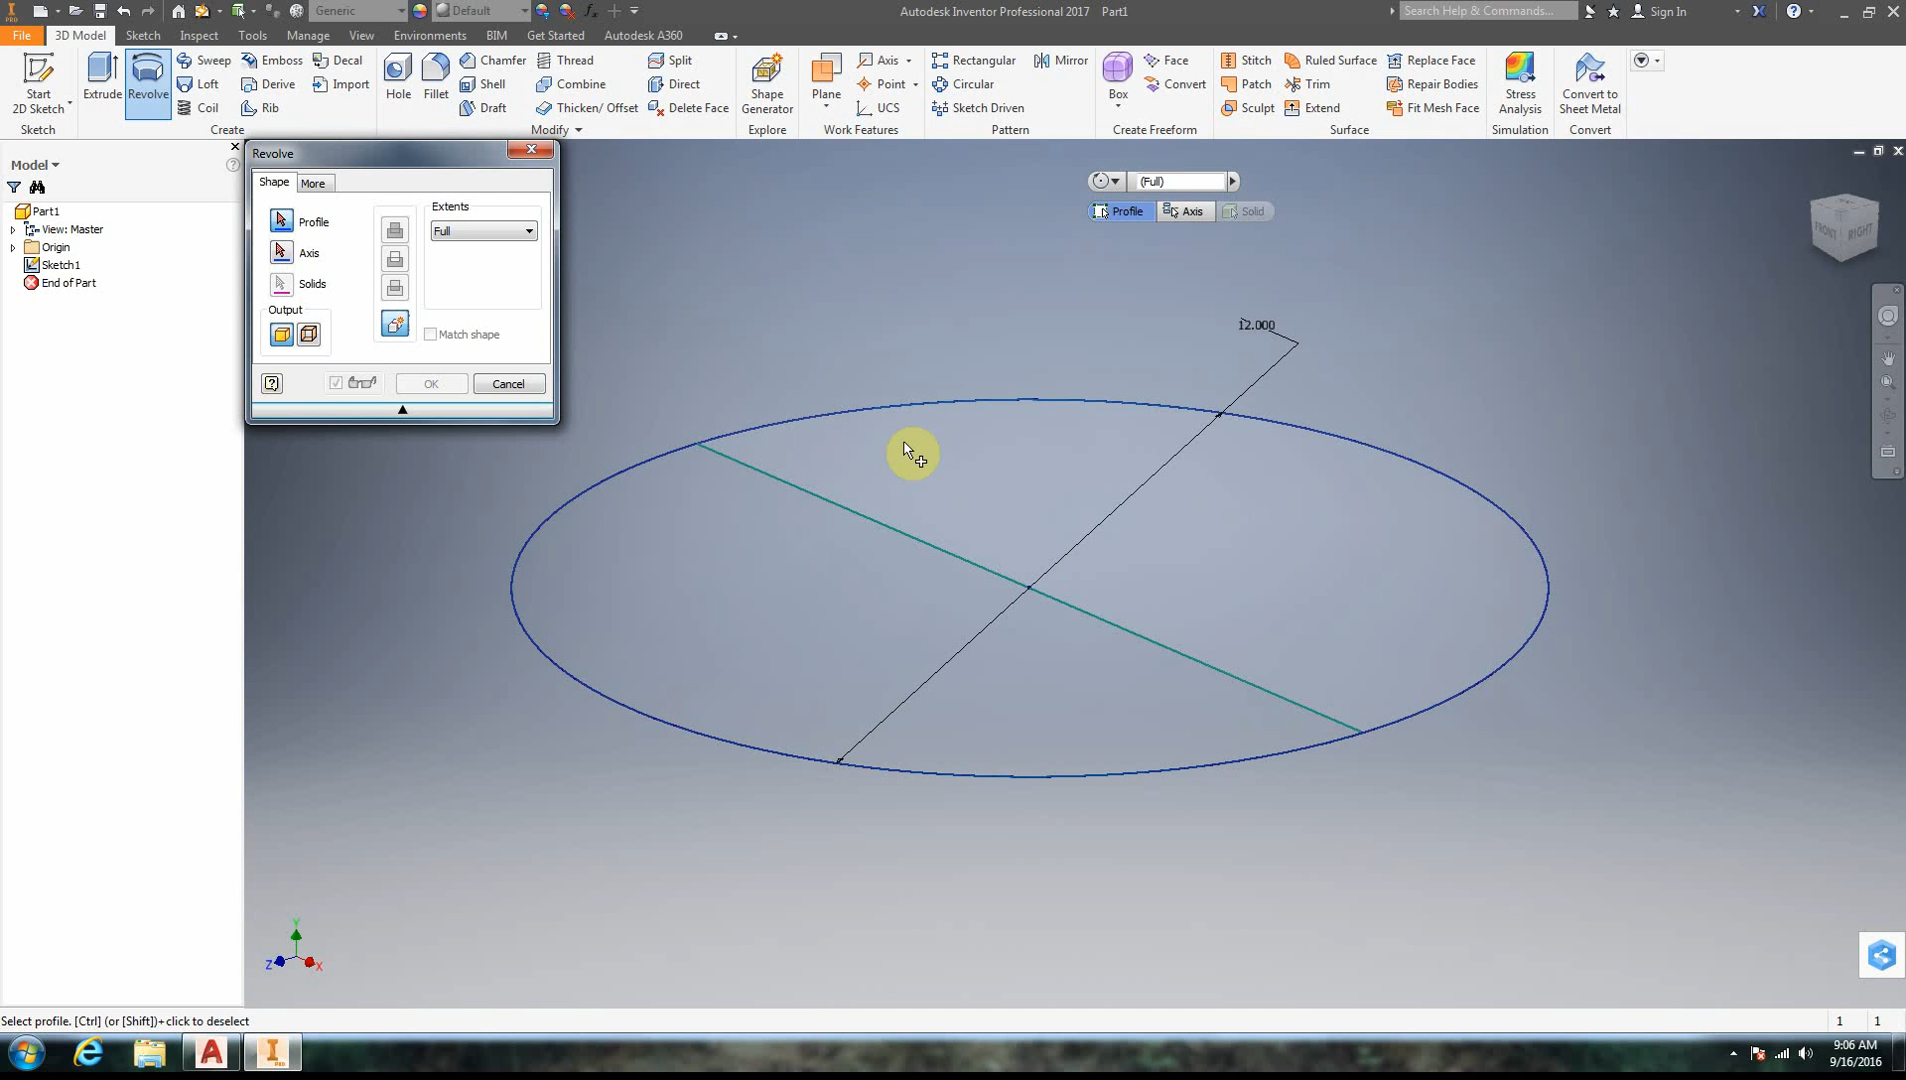 Generic
Default
Autodesk Inventor Professional 2017 Part1
Search Help & Commands...
Sign In
File
3D Model
Sketch
Inspect
Tools
Manage
View
Environments
BIM
Get Started
Autodesk A360
Start
2D Sketch
Sketch
Extrude
Revolve
Sweep
Loft
Coil
Emboss
Derive
Rib
Decal
Import
Create
Hole
Fillet
Chamfer
Shell
Draft
Thread
Combine
Thicken/ Offset
Split
Direct
Delete Face
Modify
Shape
Generator
Explore
Plane
Axis
Point
UCS
Work Features
Rectangular
Circular
Sketch Driven
Mirror
Pattern
Box
Face
Convert
Create Freeform
Stitch
Patch
Sculpt
Ruled Surface
Trim
Extend
Replace Face
Repair Bodies
Fit Mesh Face
Surface
Stress
Analysis
Simulation
Convert to
Sheet Metal
Convert
Model
Part1
View: Master
Origin
Sketch1
End of Part
Revolve
Shape
More
Profile
Axis
Solids
Output
Extents
Full
Match shape
OK
Cancel
(Full)
Profile
Axis
Solid
FRONT
RIGHT
12.000
Y
Z
X
Select profile. [Ctrl] (or [Shift])+click to deselect
1 1
9:06 AM
9/16/2016